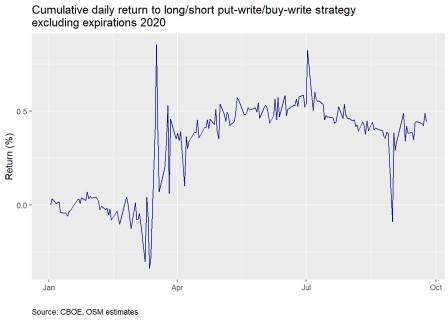 Cumulative daily return to long/short put-write/buy-write strategy
excluding expirations 2020
Return (%)
0.5
0.0
Jan Apr Jul Oct
Source: CBOE, OSM estimates